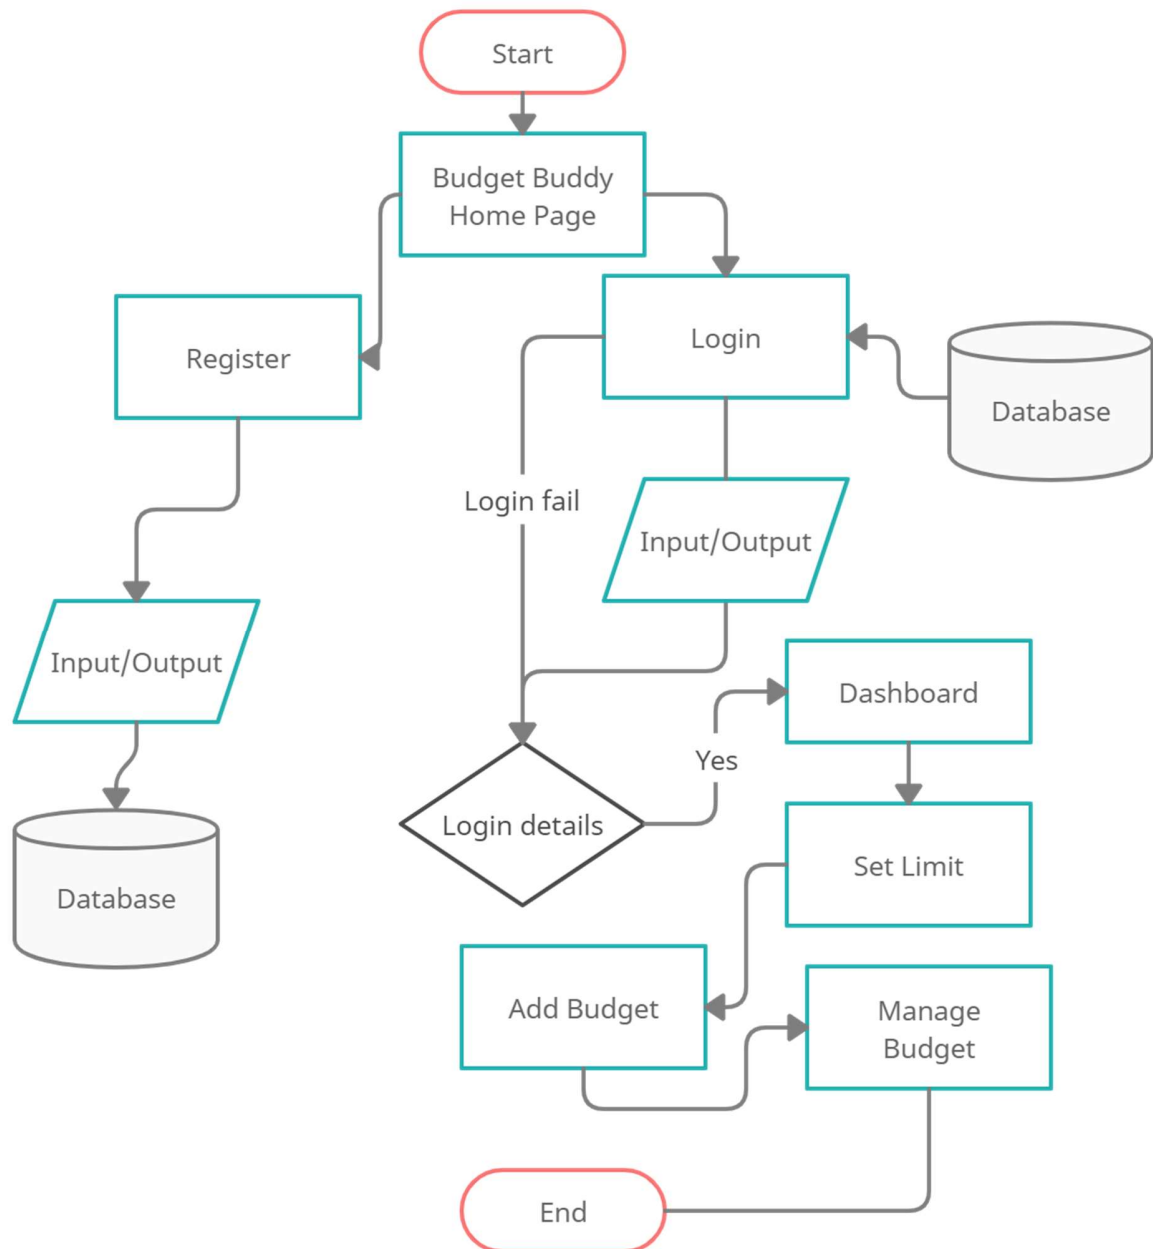 Start
Budget Buddy
Home Page
Register
Login
Database
Login fail
Input/Output
Input/Output
Dashboard
Yes
Login details
Set Limit
Database
Add Budget
Manage
Budget
End